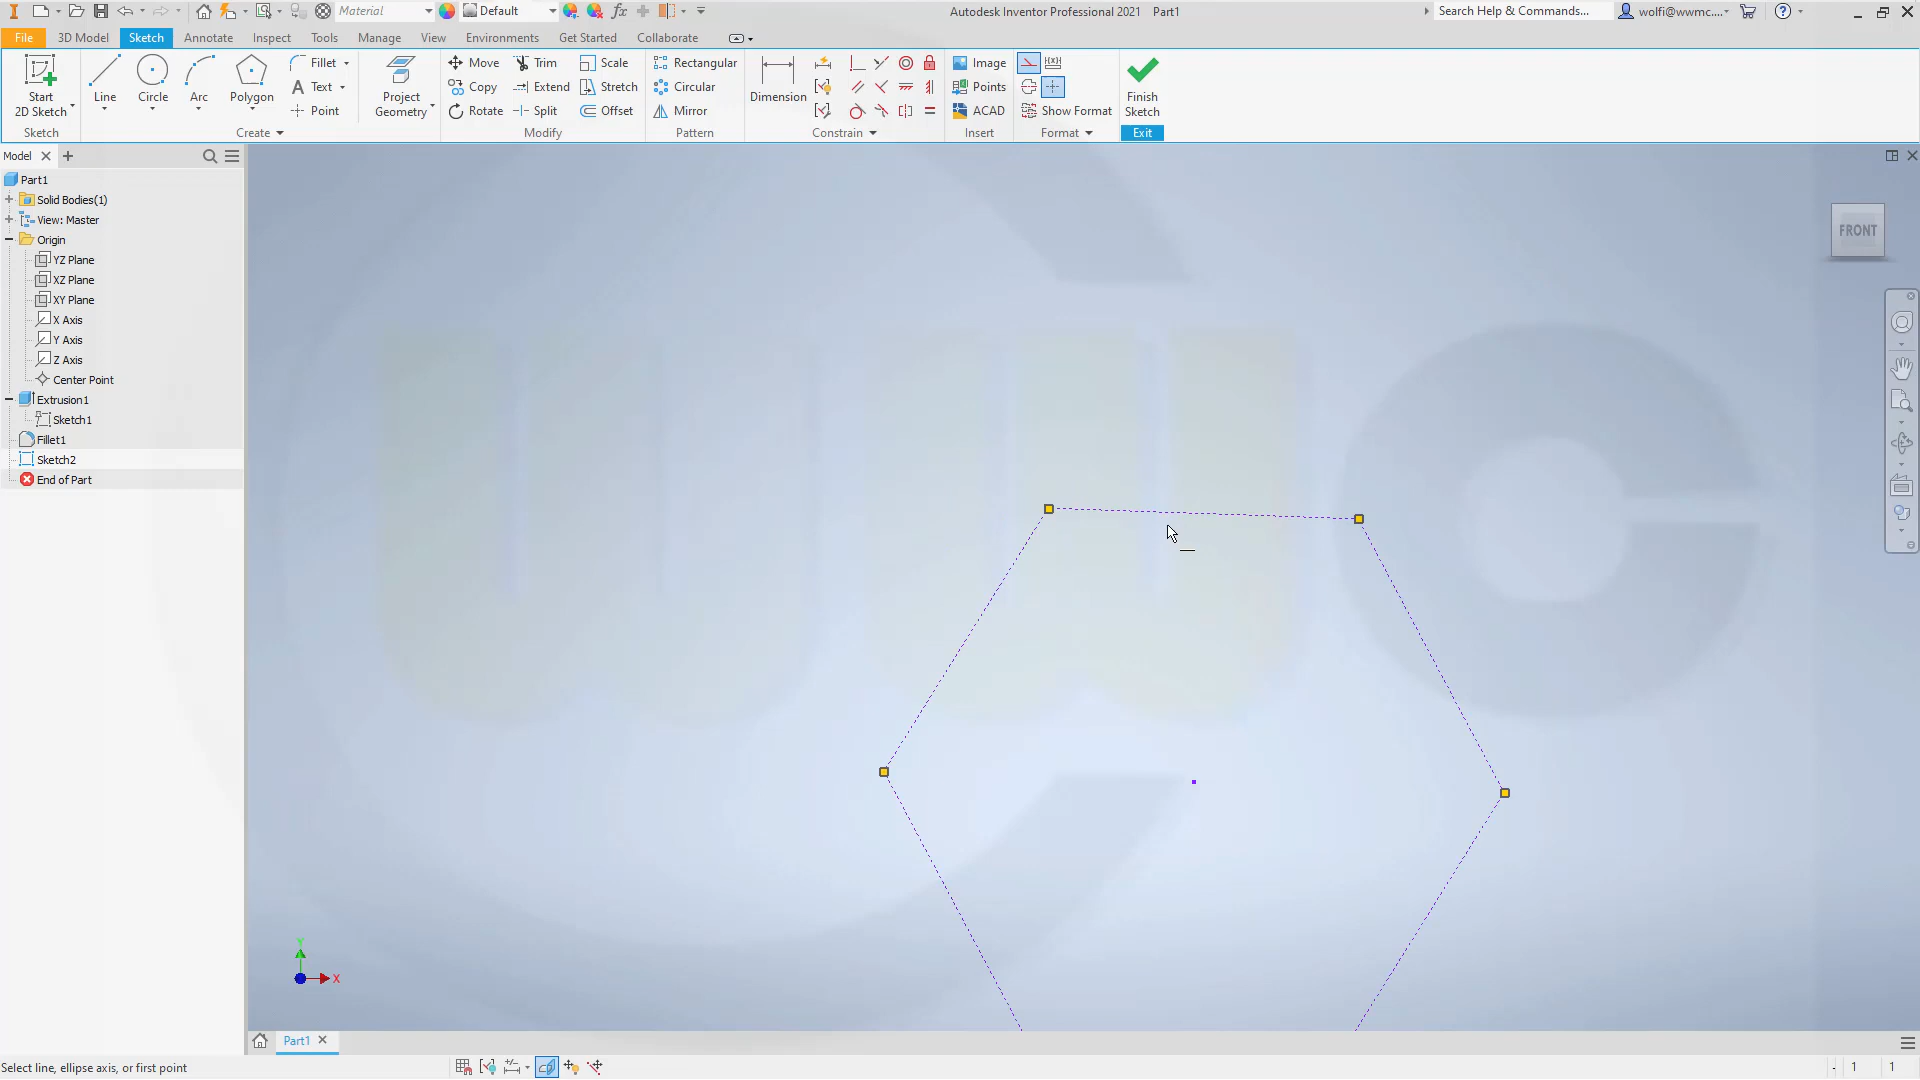 Material
Default
Autodesk Inventor Professional 2021 Part1
Search Help & Commands...
wolfi@wwmc....
File
3D Model
Sketch
Annotate
Inspect
Tools
Manage
View
Environments
Get Started
Collaborate
Start
2D Sketch
Line
Circle
Arc
Polygon
Fillet
Text
Point
Project
Geometry
Move
Copy
Rotate
Trim
Extend
Split
Scale
Stretch
Offset
Rectangular
Circular
Mirror
Dimension
Image
Points
ACAD
Show Format
Finish
Sketch
Sketch
Create
Modify
Pattern
Constrain
Insert
Format
Exit
Model
Part1
Solid Bodies(1)
View: Master
Origin
YZ Plane
XZ Plane
XY Plane
X Axis
Y Axis
Z Axis
Center Point
Extrusion1
Sketch1
Fillet1
Sketch2
End of Part
FRONT
Y
X
Part1
Select line, ellipse axis, or first point
1
1